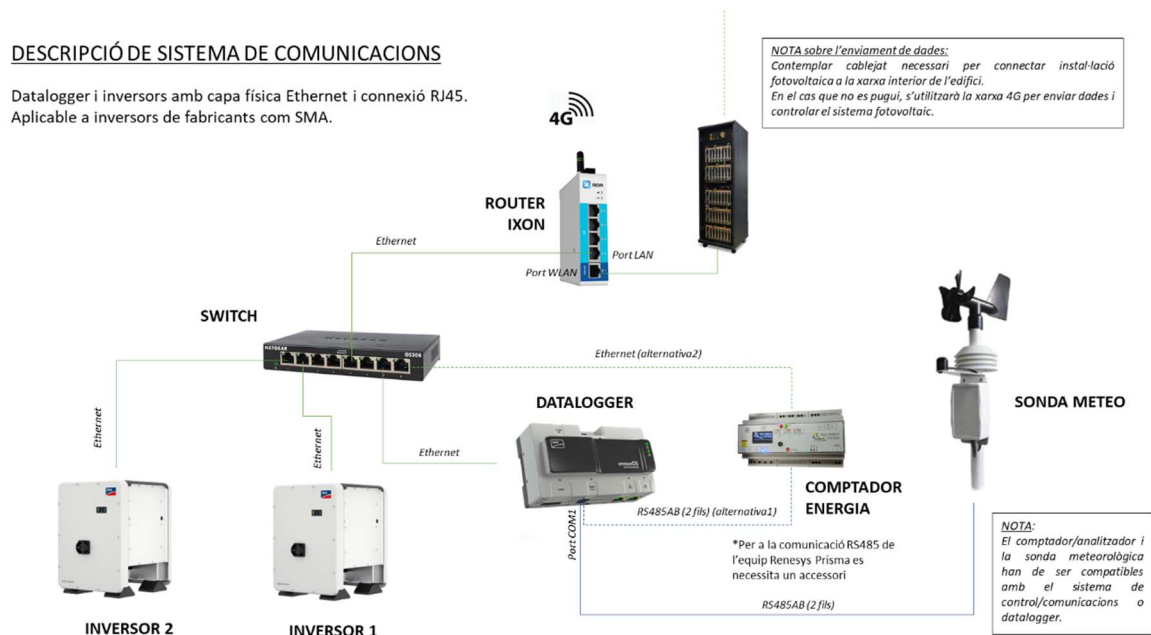 DESCRIPCIÓ DE SISTEMA DE COMUNICACIONS
Datalogger i inversors amb capa física Ethernet i connexió RJ45.
Aplicable a inversors de fabricants com SMA.
NOTA sobre l'enviament de dades:
Contemplar cablejat necessari per connectar instal·lació
fotovoltaica a la xarxa interior de l'edifici.
En el cas que no es pugui, s'utilitzarà la xarxa 4G per enviar dades i
controlar el sistema fotovoltaic.
4G
IXON
ROUTER
IXON
Ethernet
Port LAN
Port WLAN
SWITCH
NETGEAR
GS308
Ethernet (alternativa2)
Ethernet
Ethernet
Ethernet
DATALOGGER
SONDA METEO
COMPTADOR
ENERGIA
RS485AB (2 fils) (alternativa1)
Port COM1
*Per a la comunicació RS485 de
l'equip Renesys Prisma es
necessita un accessori
RS485AB (2 fils)
NOTA:
El comptador/analitzador i
la sonda meteorològica
han de ser compatibles
amb el sistema de
control/comunicacions o
datalogger.
INVERSOR 2
INVERSOR 1